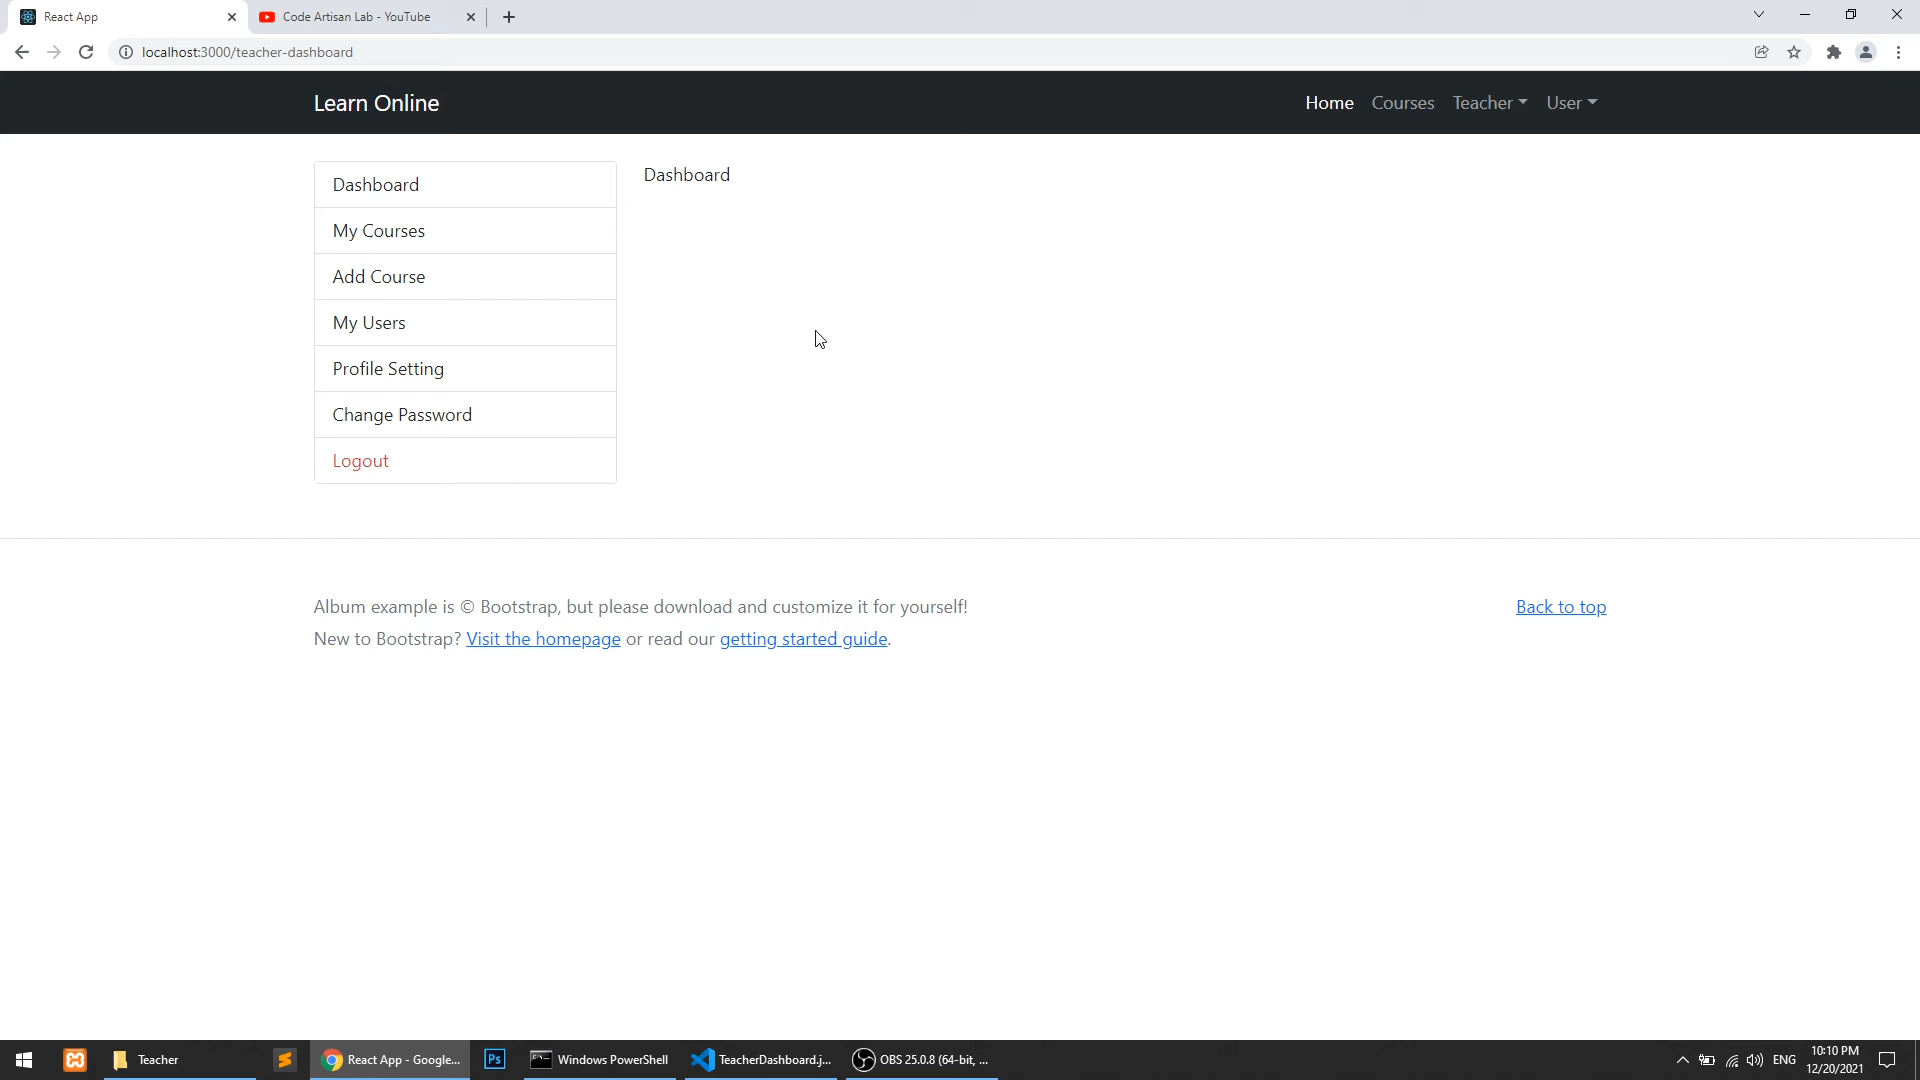 React App
Code Artisan Lab - YouTube
localhost:3000/teacher-dashboard
Learn Online
Home
Courses
Teacher
User
Dashboard
My Courses
Add Course
My Users
Profile Setting
Change Password
Logout
Dashboard
Album example is © Bootstrap, but please download and customize it for yourself!
Back to top
New to Bootstrap? Visit the homepage or read our getting started guide.
Teacher
React App - Google...
Ps
Windows PowerShell
TeacherDashboard.j...
OBS 25.0.8 (64-bit, ...
ENG
10:10 PM
12/20/2021